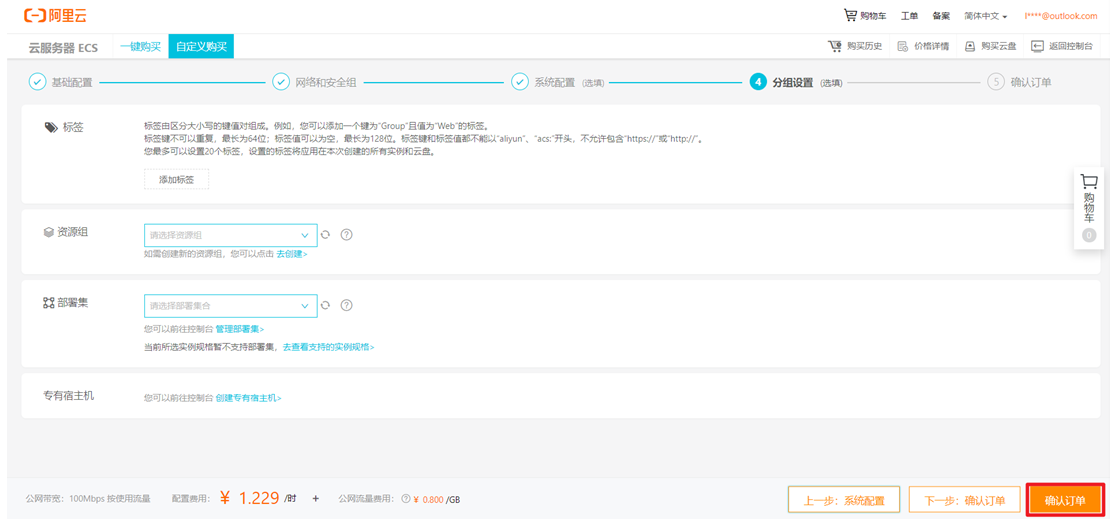 阿里云 购物车 工单 备案 简体中文 l****@outlook.com
云服务器 ECS 一键购买 自定义购买 购买历史 价格详情 购买云盘 返回控制台
基础配置 网络和安全组 系统配置 (选填) 4 分组设置 (选填) 5 确认订单
标签
标签由区分大小写的键值对组成。例如，您可以添加一个键为"Group"且值为"Web"的标签。
标签键不可以重复，最长为64位；标签值可以为空，最长为128位。标签键和标签值都不能以"aliyun"、"acs:"开头，不允许包含"https://"或"http://"。
您最多可以设置20个标签，设置的标签将应用在本次创建的所有实例和云盘。
添加标签
购物车
0
资源组
请选择资源组 ?
如需创建新的资源组，您可以点击 去创建>
部署集
请选择部署集合 ?
您可以前往控制台 管理部署集>
当前所选实例规格暂不支持部署集，去查看支持的实例规格>
专有宿主机
您可以前往控制台 创建专有宿主机>
公网带宽：100Mbps 按使用流量 配置费用：¥ 1.229 /时 + 公网流量费用：? ¥ 0.800 /GB 上一步：系统配置 下一步：确认订单 确认订单